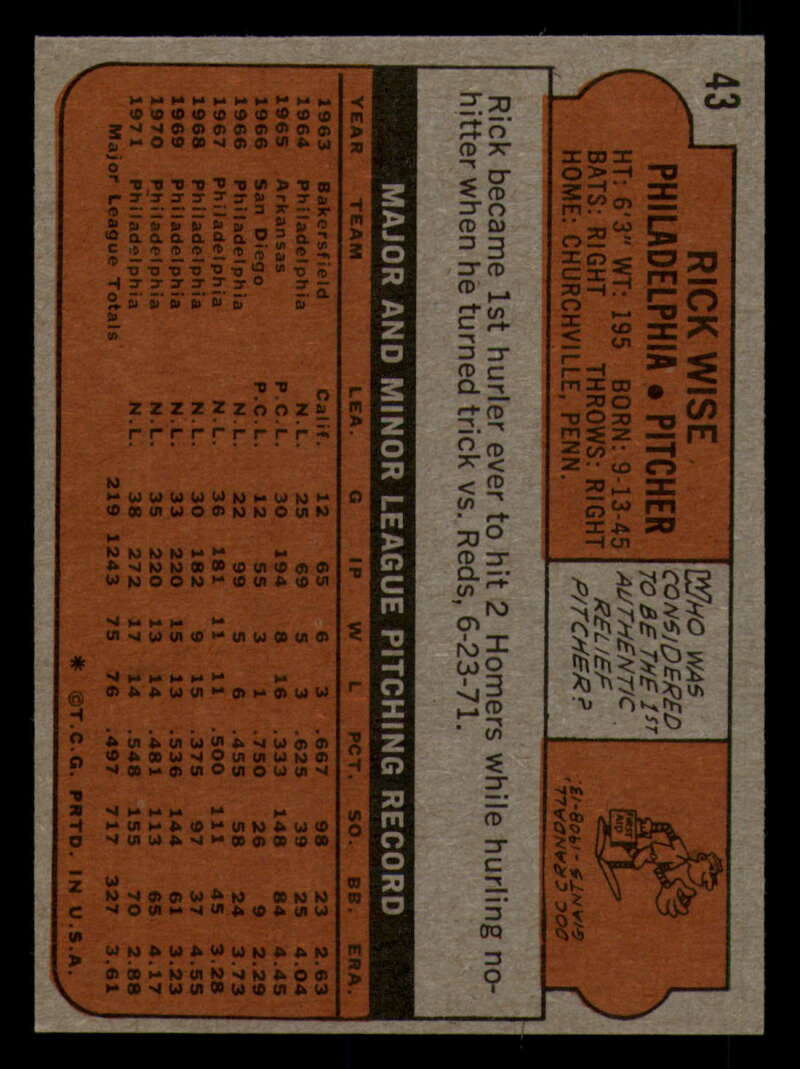 43
RICK WISE
PHILADELPHIA • PITCHER
HT: 6'3" WT: 195 BORN: 9-13-45
BATS: RIGHT THROWS: RIGHT
HOME: CHURCHVILLE, PENN.
WHO WAS
CONSIDERED
TO BE THE 1ST
AUTHENTIC
RELIEF
PITCHER?
FIRST
AID
DOC CRANDALL
GIANTS - 1908-13.
Rick became 1st hurler ever to hit 2 Homers while hurling no-
hitter when he turned trick vs. Reds, 6-23-71.
MAJOR AND MINOR LEAGUE PITCHING RECORD
YEAR TEAM LEA. G IP W L PCT. SO. BB. ERA.
1963 Bakersfield Calif. 12 65 6 3 .667 98 23 2.63
1964 Philadelphia N.L. 25 69 5 3 .625 39 25 4.04
1965 Arkansas P.C.L. 30 194 8 16 .333 148 84 4.45
1966 San Diego P.C.L. 12 55 3 1 .750 26 9 2.29
1966 Philadelphia N.L. 22 99 5 6 .455 58 24 3.73
1967 Philadelphia N.L. 36 181 11 11 .500 111 45 3.28
1968 Philadelphia N.L. 30 182 9 15 .375 97 37 4.55
1969 Philadelphia N.L. 33 220 15 13 .536 144 61 3.23
1970 Philadelphia N.L. 35 220 13 14 .481 113 65 4.17
1971 Philadelphia N.L. 38 272 17 14 .548 155 70 2.88
Major League Totals 219 1243 75 76 .497 717 327 3.61
* ©T.C.G. PRTD. IN U.S.A.